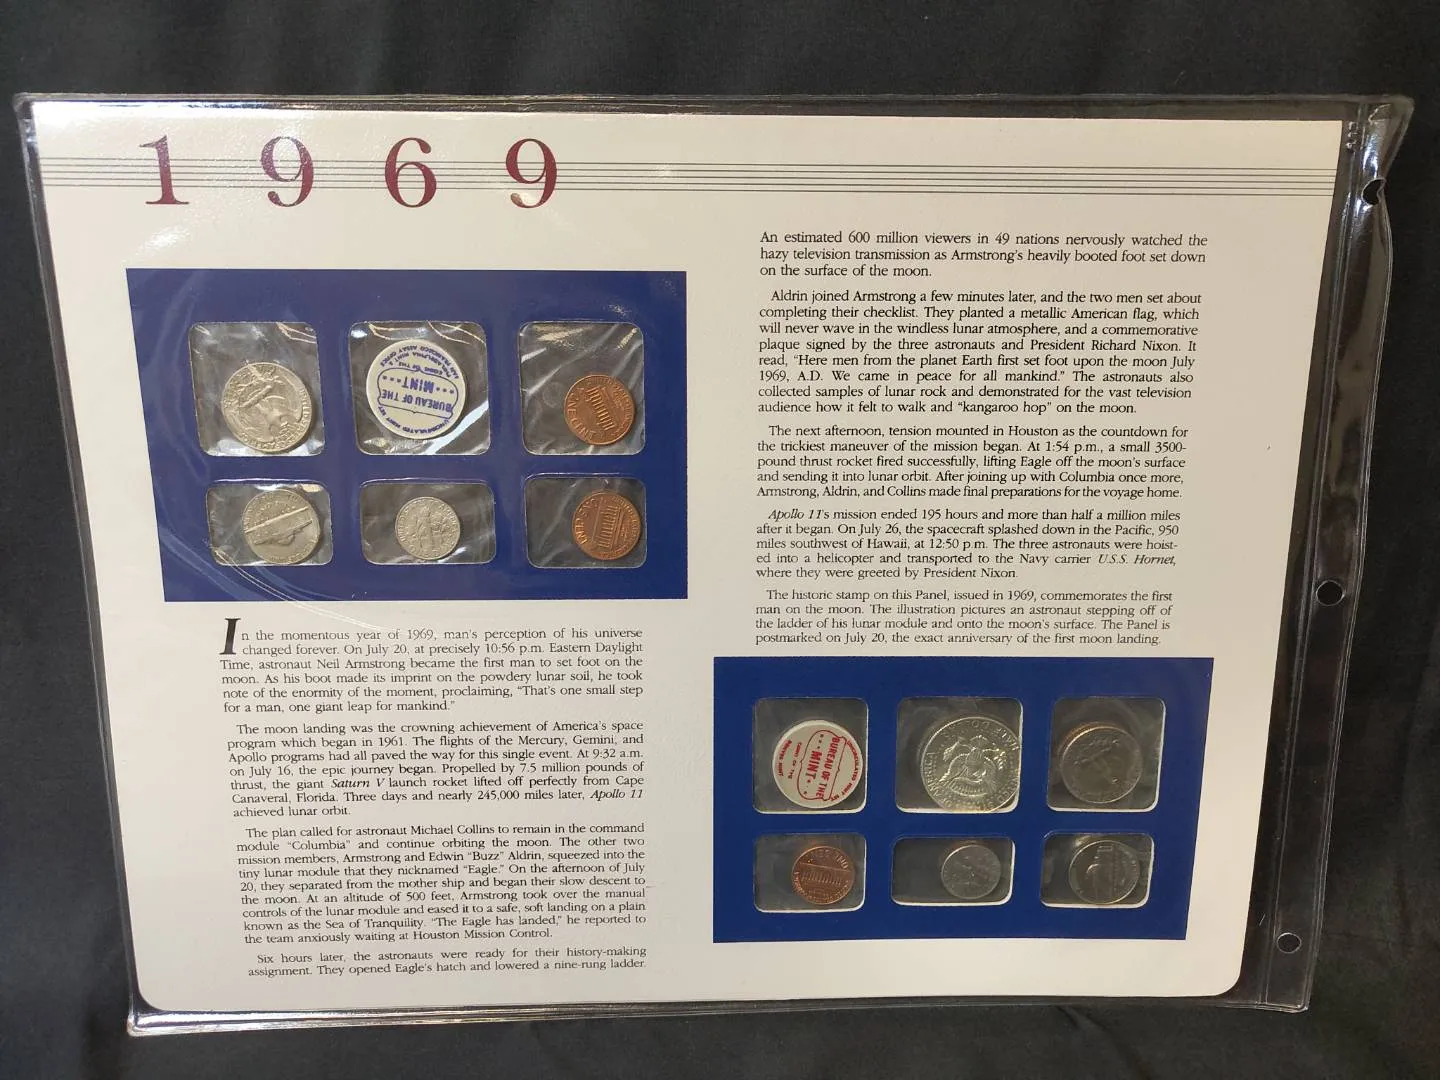 1969
In the momentous year of 1969, man's perception of his universe
changed forever. On July 20, at precisely 10:56 p.m. Eastern Daylight
Time, astronaut Neil Armstrong became the first man to set foot on the
moon. As his boot made its imprint on the powdery lunar soil, he took
note of the enormity of the moment, proclaiming, "That's one small step
for a man, one giant leap for mankind."
The moon landing was the crowning achievement of America's space
program which began in 1961. The flights of the Mercury, Gemini, and
Apollo programs had all paved the way for this single event. At 9:32 a.m.
on July 16, the epic journey began. Propelled by 7.5 million pounds of
thrust, the giant Saturn V launch rocket lifted off perfectly from Cape
Canaveral, Florida. Three days and nearly 245,000 miles later, Apollo 11
achieved lunar orbit.
The plan called for astronaut Michael Collins to remain in the command
module "Columbia" and continue orbiting the moon. The other two
mission members, Armstrong and Edwin "Buzz" Aldrin, squeezed into the
tiny lunar module that they nicknamed "Eagle." On the afternoon of July
20, they separated from the mother ship and began their slow descent to
the moon. At an altitude of 500 feet, Armstrong took over the manual
controls of the lunar module and eased it to a safe, soft landing on a plain
known as the Sea of Tranquility. "The Eagle has landed," he reported to
the team anxiously waiting at Houston Mission Control.
Six hours later, the astronauts were ready for their history-making
assignment. They opened Eagle's hatch and lowered a nine-rung ladder.
An estimated 600 million viewers in 49 nations nervously watched the
hazy television transmission as Armstrong's heavily booted foot set down
on the surface of the moon.
Aldrin joined Armstrong a few minutes later, and the two men set about
completing their checklist. They planted a metallic American flag, which
will never wave in the windless lunar atmosphere, and a commemorative
plaque signed by the three astronauts and President Richard Nixon. It
read, "Here men from the planet Earth first set foot upon the moon July
1969, A.D. We came in peace for all mankind." The astronauts also
collected samples of lunar rock and demonstrated for the vast television
audience how it felt to walk and "kangaroo hop" on the moon.
The next afternoon, tension mounted in Houston as the countdown for
the trickiest maneuver of the mission began. At 1:54 p.m., a small 3500-
pound thrust rocket fired successfully, lifting Eagle off the moon's surface
and sending it into lunar orbit. After joining up with Columbia once more,
Armstrong, Aldrin, and Collins made final preparations for the voyage home.
Apollo 11's mission ended 195 hours and more than half a million miles
after it began. On July 26, the spacecraft splashed down in the Pacific, 950
miles southwest of Hawaii, at 12:50 p.m. The three astronauts were hoist-
ed into a helicopter and transported to the Navy carrier U.S.S. Hornet,
where they were greeted by President Nixon.
The historic stamp on this Panel, issued in 1969, commemorates the first
man on the moon. The illustration pictures an astronaut stepping off of
the ladder of his lunar module and onto the moon's surface. The Panel is
postmarked on July 20, the exact anniversary of the first moon landing.
BUREAU OF THE
MINT
BUREAU OF THE
MINT
ONE CENT